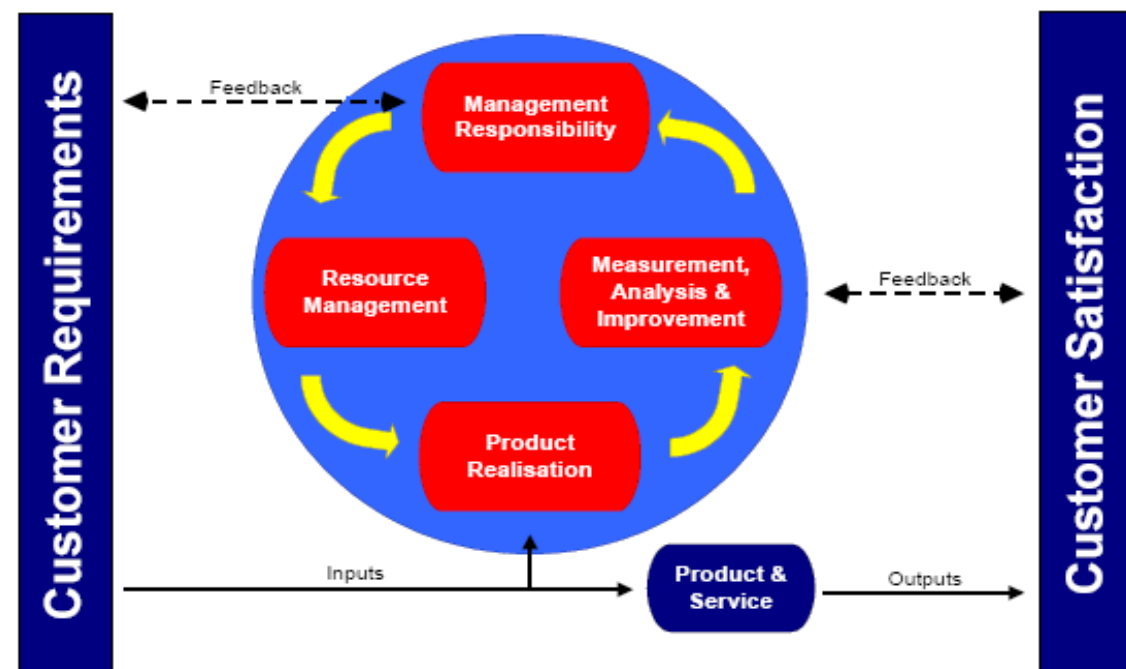 Customer Requirements
Feedback
Management
Responsibility
Resource
Management
Measurement,
Analysis &
Improvement
Feedback
Product
Realisation
Inputs
Product &
Service
Outputs
Customer Satisfaction